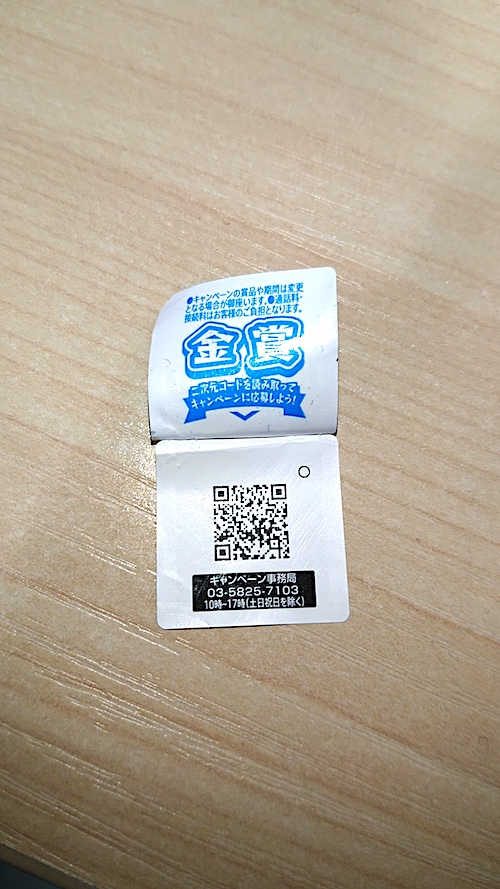 ●キャンペーンの賞品や期間は変更
となる場合が御座います。●通話料・
接続料はお客様のご負担となります。
金賞
二次元コードを読み取って
キャンペーンに応募しよう!
キャンペーン事務局
03-5825-7103
10時-17時(土日祝日を除く)